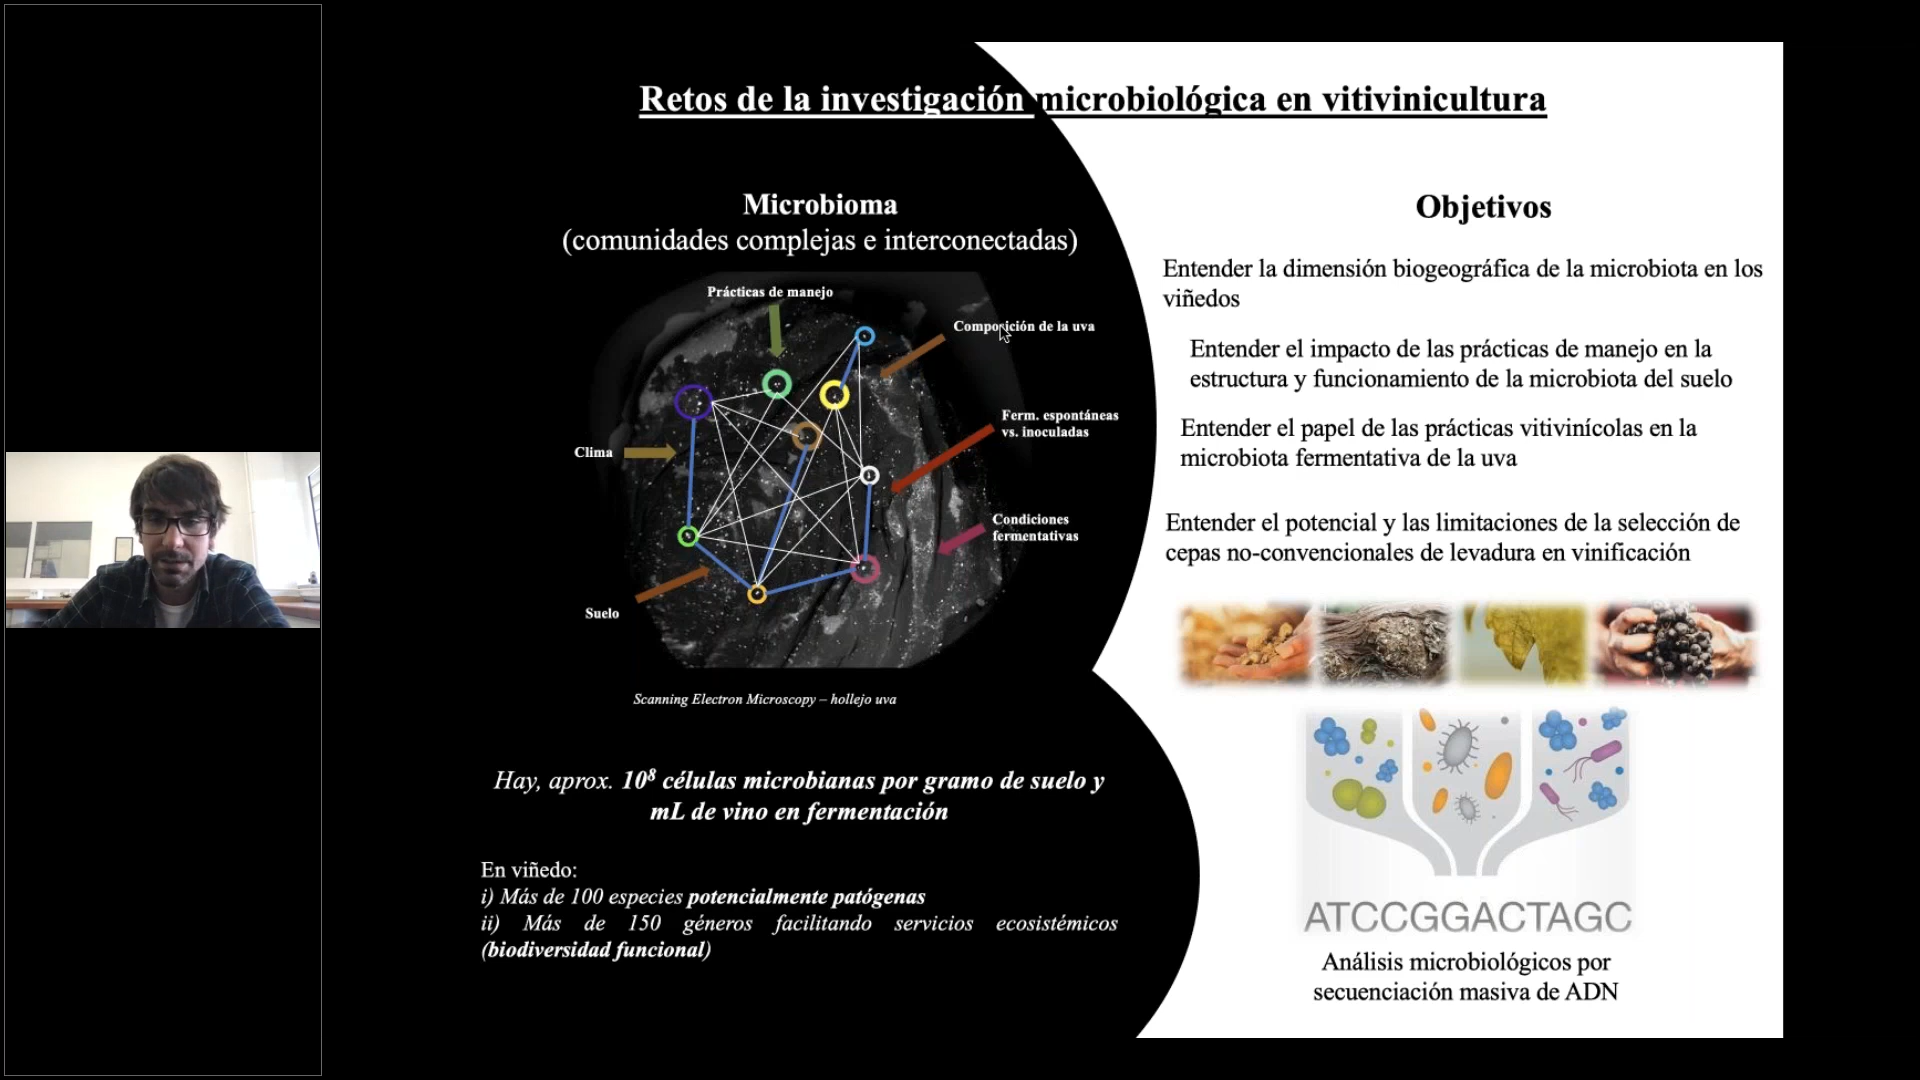 Retos de la investigación microbiológica en vitivinicultura
Microbioma
(comunidades complejas e interconectadas)
Prácticas de manejo
Composición de la uva
Ferm. espontáneas
vs. inoculadas
Clima
Condiciones
fermentativas
Suelo
Scanning Electron Microscopy – hollejo uva
Hay, aprox. 10⁸ células microbianas por gramo de suelo y
mL de vino en fermentación
En viñedo:
i) Más de 100 especies potencialmente patógenas
ii) Más de 150 géneros facilitando servicios ecosistémicos
(biodiversidad funcional)
Objetivos
Entender la dimensión biogeográfica de la microbiota en los
viñedos
Entender el impacto de las prácticas de manejo en la
estructura y funcionamiento de la microbiota del suelo
Entender el papel de las prácticas vitivinícolas en la
microbiota fermentativa de la uva
Entender el potencial y las limitaciones de la selección de
cepas no-convencionales de levadura en vinificación
ATCCGGACTAGC
Análisis microbiológicos por
secuenciación masiva de ADN